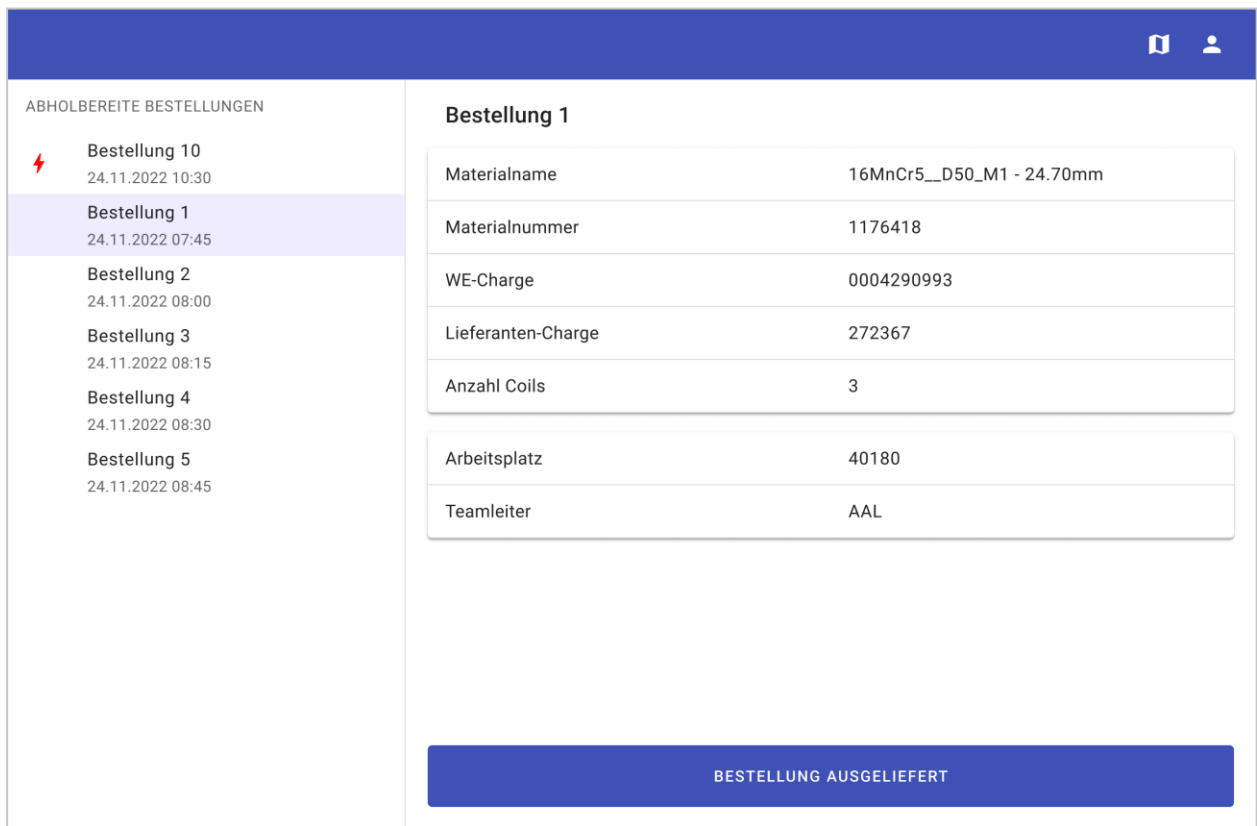 ABHOLBEREITE BESTELLUNGEN
Bestellung 10
24.11.2022 10:30
Bestellung 1
24.11.2022 07:45
Bestellung 2
24.11.2022 08:00
Bestellung 3
24.11.2022 08:15
Bestellung 4
24.11.2022 08:30
Bestellung 5
24.11.2022 08:45
Bestellung 1
Materialname 16MnCr5__D50_M1 - 24.70mm
Materialnummer 1176418
WE-Charge 0004290993
Lieferanten-Charge 272367
Anzahl Coils 3
Arbeitsplatz 40180
Teamleiter AAL
BESTELLUNG AUSGELIEFERT